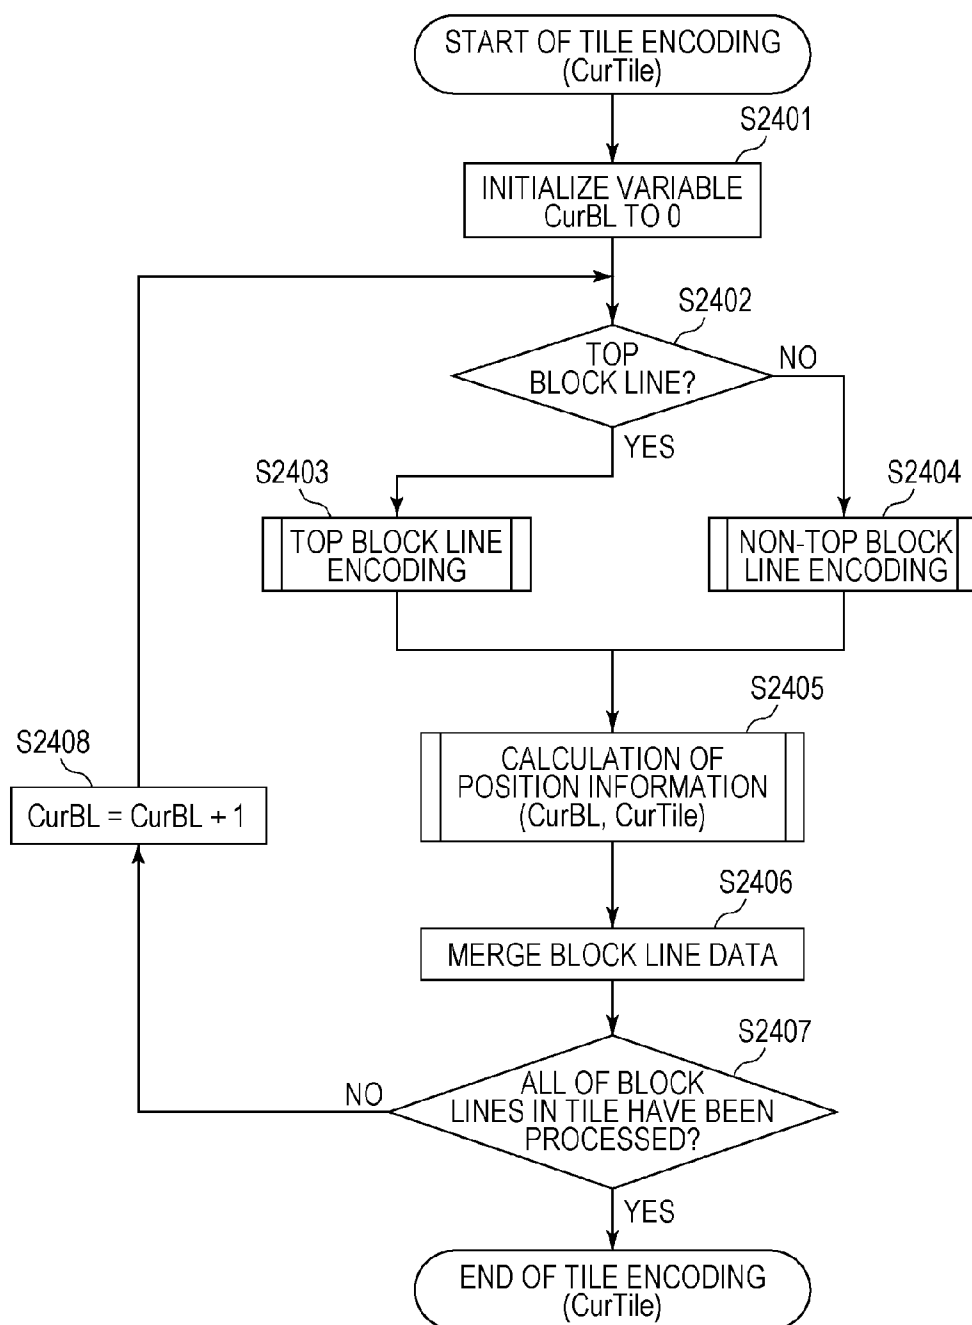 START OF TILE ENCODING
(CurTile)
S2401
INITIALIZE VARIABLE
CurBL TO 0
S2402
TOP
BLOCK LINE?
NO
YES
S2403
TOP BLOCK LINE
ENCODING
S2404
NON-TOP BLOCK
LINE ENCODING
S2405
CALCULATION OF
POSITION INFORMATION
(CurBL, CurTile)
S2408
CurBL = CurBL + 1
S2406
MERGE BLOCK LINE DATA
S2407
ALL OF BLOCK
LINES IN TILE HAVE BEEN
PROCESSED?
NO
YES
END OF TILE ENCODING
(CurTile)